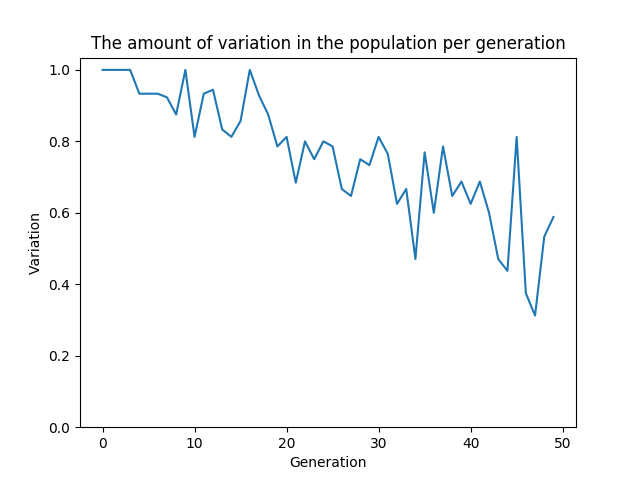 The amount of variation in the population per generation
1.0
0.8
0.6
0.4
0.2
0.0
Variation
0 10 20 30 40 50
Generation